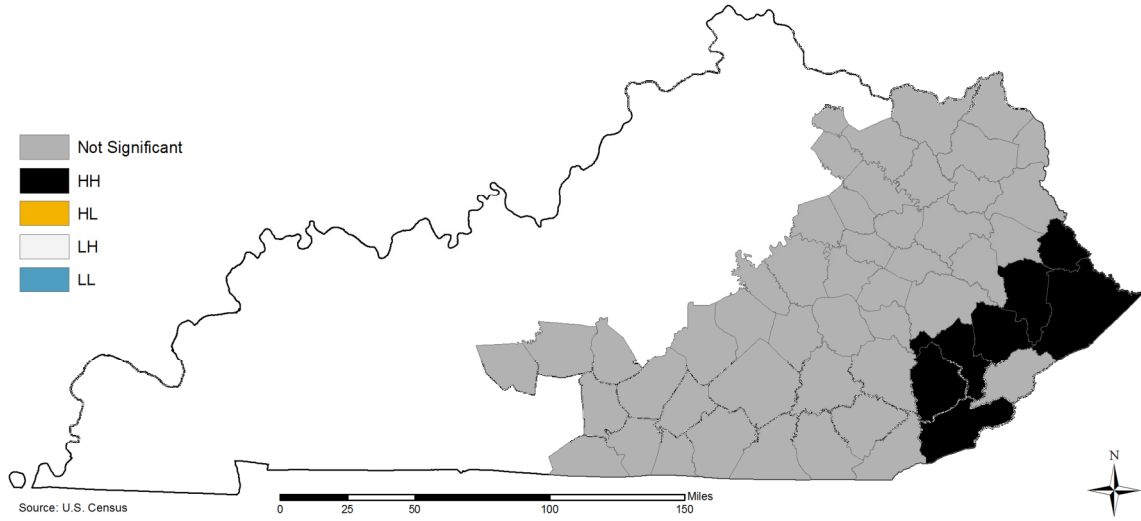 Not Significant
HH
HL
LH
LL
N
Miles
0 25 50 100 150
Source: U.S. Census